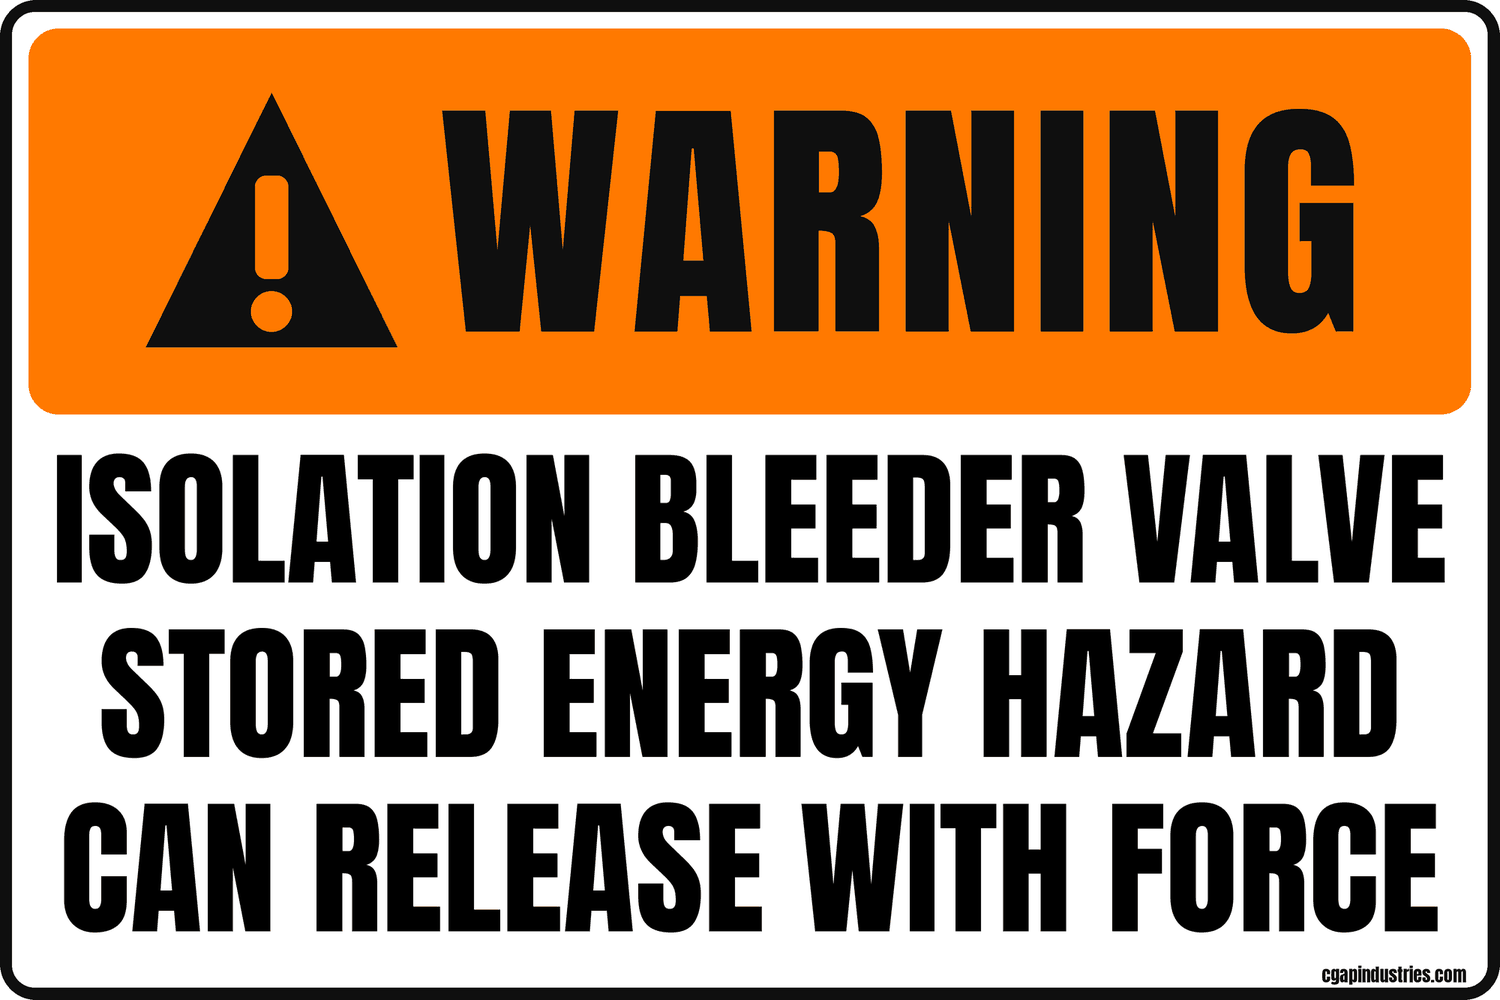 WARNING
ISOLATION BLEEDER VALVE
STORED ENERGY HAZARD
CAN RELEASE WITH FORCE
cgapindustries.com